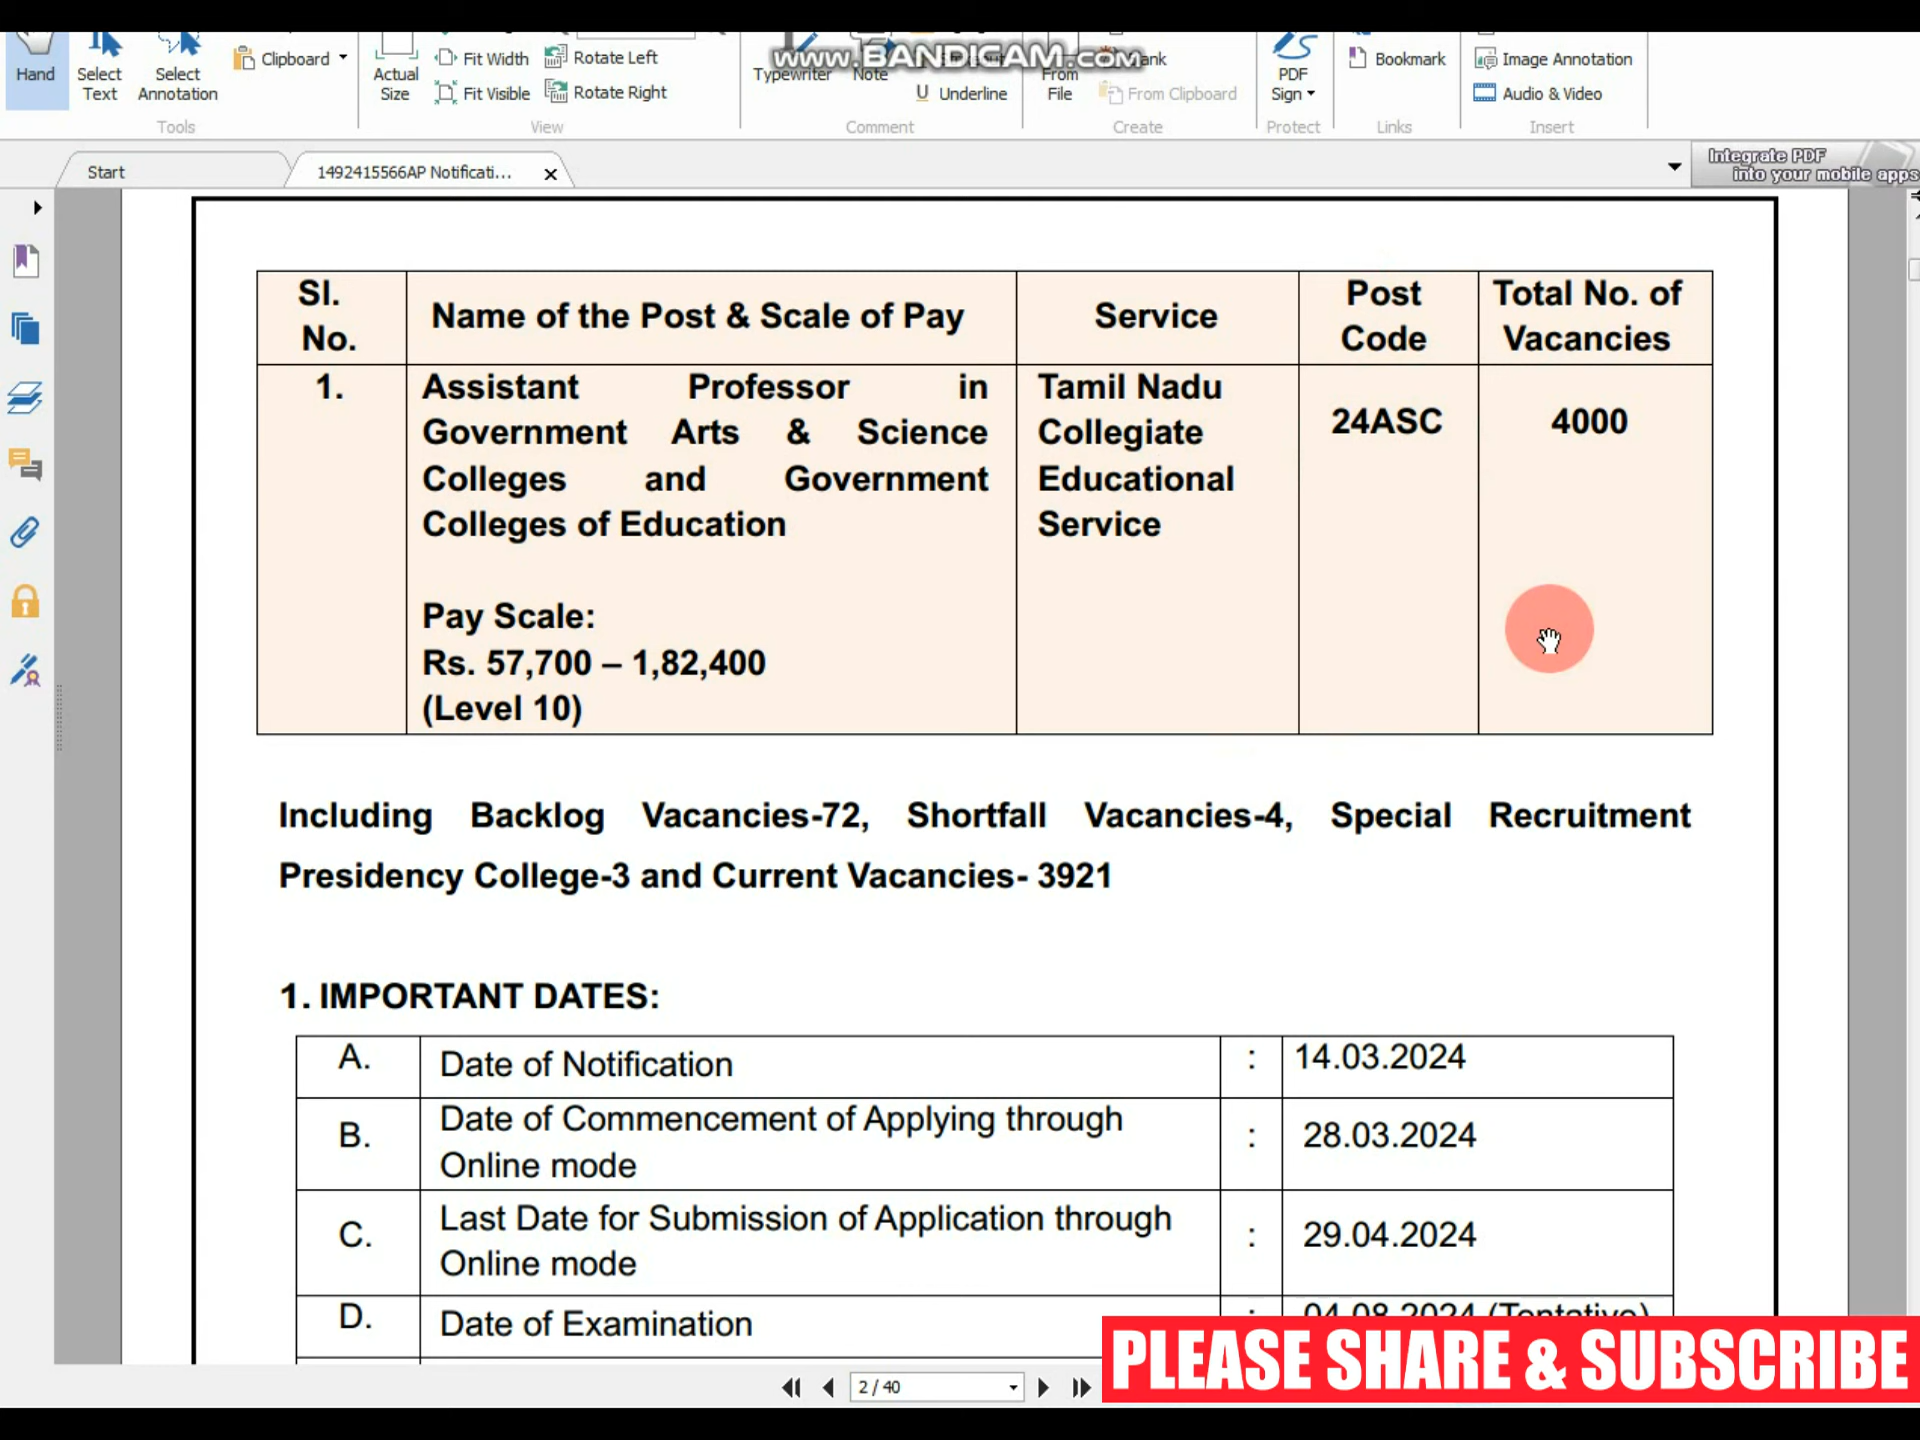 www.BANDICAM.com
Hand
Select Text
Select Annotation
Clipboard
Actual Size
Fit Width
Fit Visible
Rotate Left
Rotate Right
Typewriter
Note
Underline
From File
From Clipboard
PDF Sign
Bookmark
Image Annotation
Audio & Video
Tools
View
Comment
Create
Protect
Links
Insert
Start
1492415566AP Notificati...
Integrate PDF
into your mobile apps
Sl. No.
Name of the Post & Scale of Pay
Service
Post Code
Total No. of Vacancies
1.
Assistant Professor in
Government Arts & Science
Colleges and Government
Colleges of Education
Pay Scale:
Rs. 57,700 – 1,82,400
(Level 10)
Tamil Nadu
Collegiate
Educational
Service
24ASC
4000
Including Backlog Vacancies-72, Shortfall Vacancies-4, Special Recruitment
Presidency College-3 and Current Vacancies- 3921
1. IMPORTANT DATES:
A. Date of Notification : 14.03.2024
B. Date of Commencement of Applying through
Online mode : 28.03.2024
C. Last Date for Submission of Application through
Online mode : 29.04.2024
D. Date of Examination : 04.08.2024 (Tentative)
2 / 40
PLEASE SHARE & SUBSCRIBE